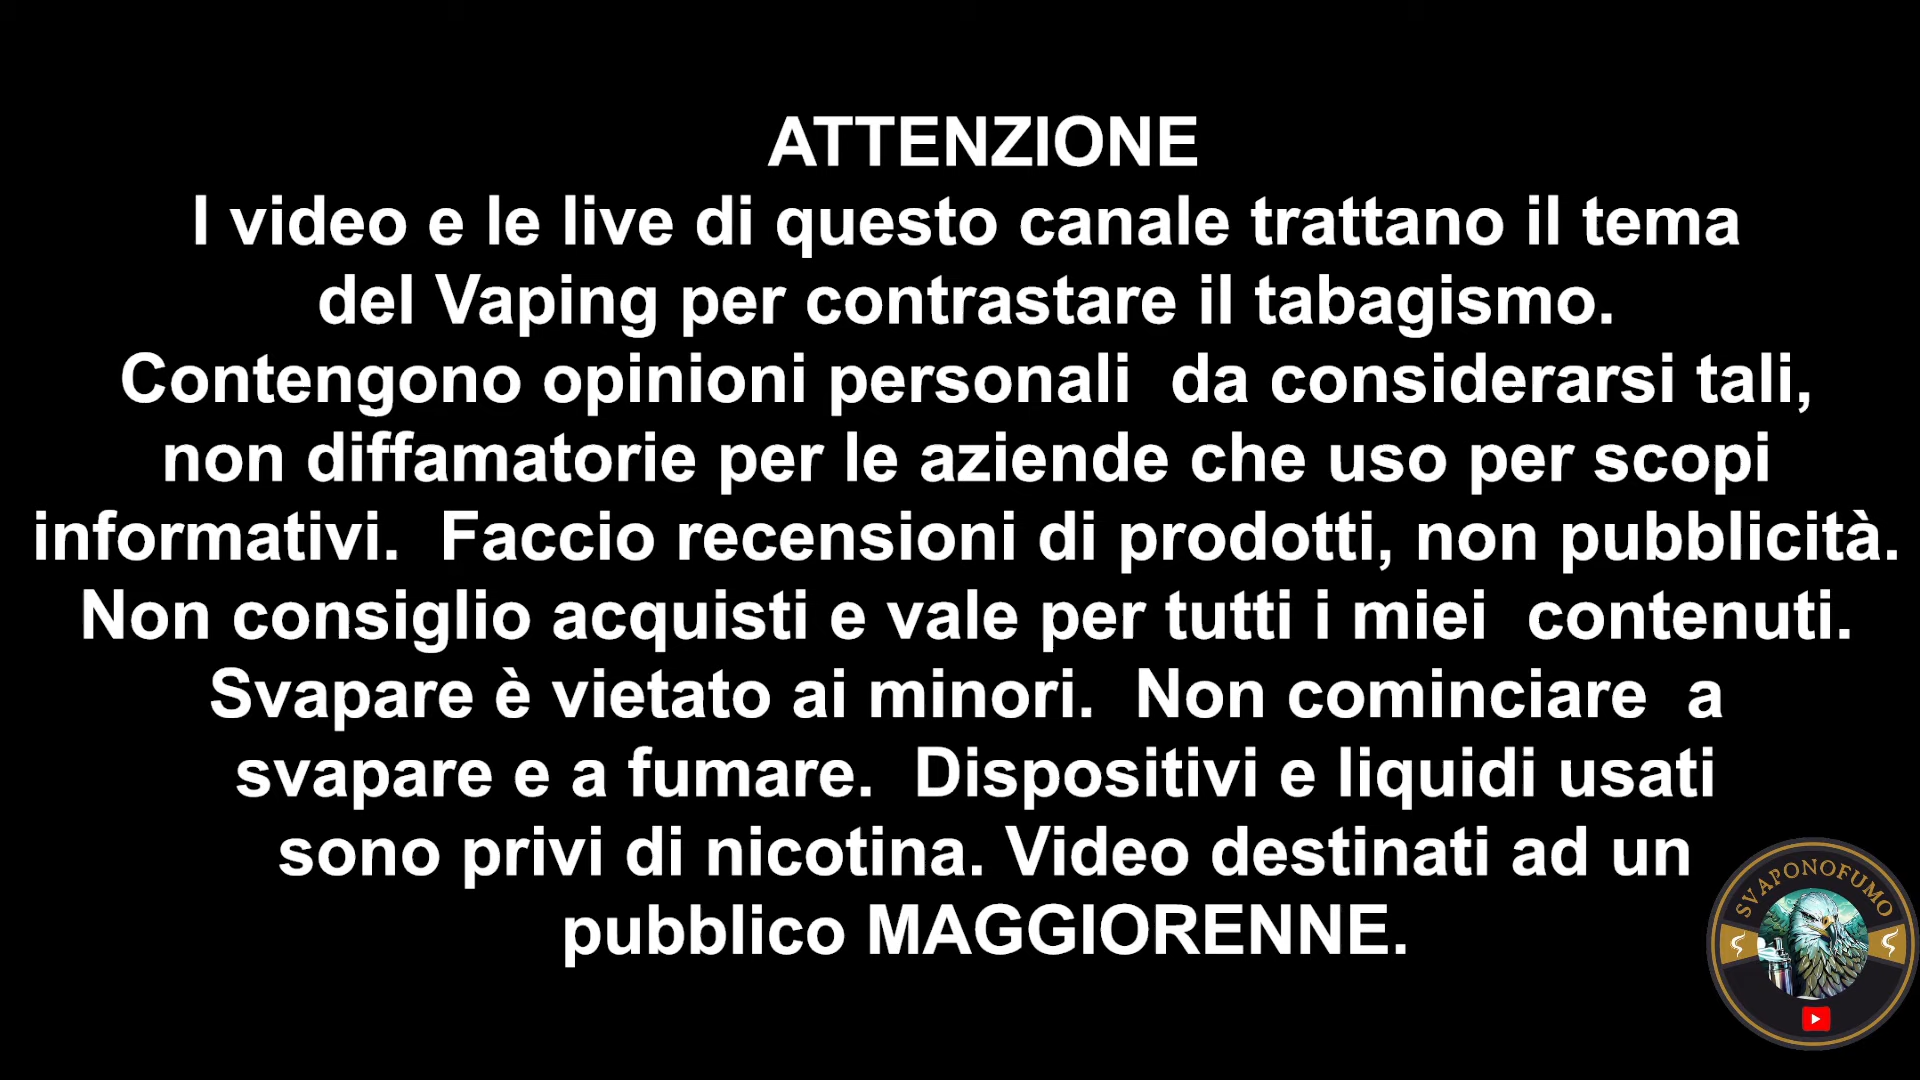 ATTENZIONE
I video e le live di questo canale trattano il tema
del Vaping per contrastare il tabagismo.
Contengono opinioni personali  da considerarsi tali,
non diffamatorie per le aziende che uso per scopi
informativi.  Faccio recensioni di prodotti, non pubblicità.
Non consiglio acquisti e vale per tutti i miei  contenuti.
Svapare è vietato ai minori.  Non cominciare  a
svapare e a fumare.  Dispositivi e liquidi usati
sono privi di nicotina. Video destinati ad un
pubblico MAGGIORENNE.
SVAPONOFUMO